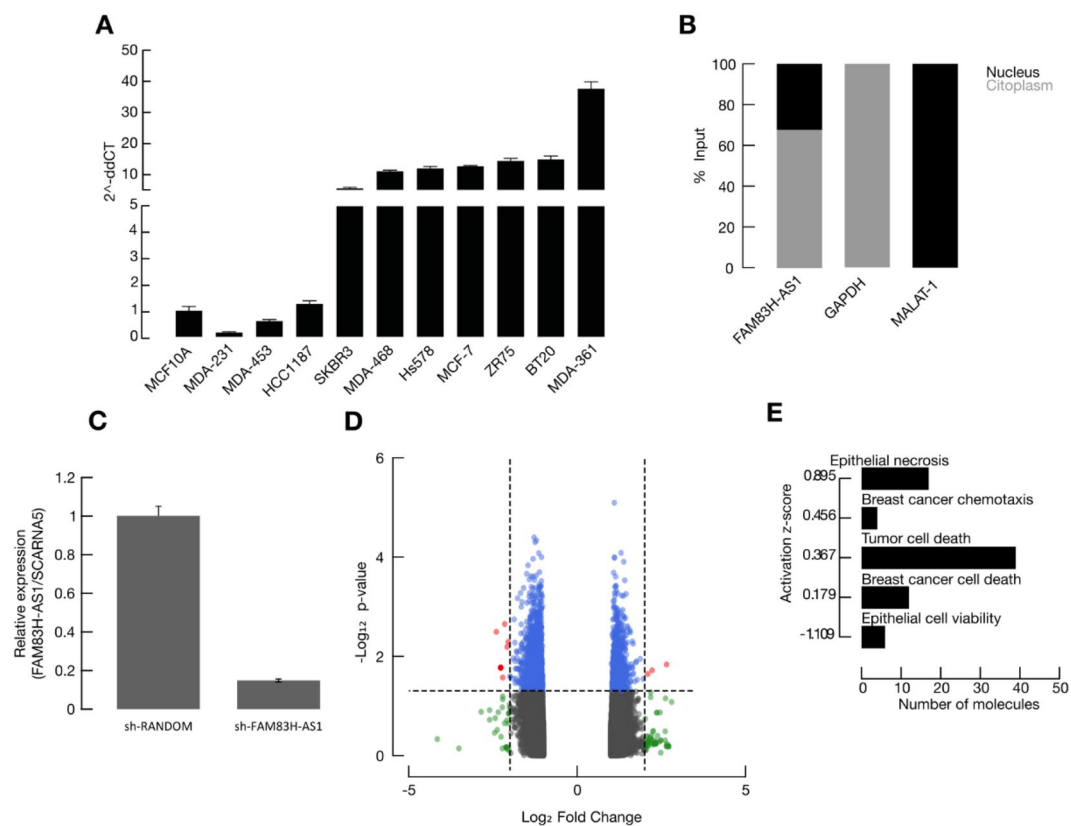 A
2^-ddCT
50
40
30
20
10
5
4
3
2
1
0
MCF10A
MDA-231
MDA-453
HCC1187
SKBR3
MDA-468
Hs578
MCF-7
ZR75
BT20
MDA-361
B
% Input
100
80
60
40
20
0
Nucleus
Citoplasm
FAM83H-AS1
GAPDH
MALAT-1
C
Relative expression
(FAM83H-AS1/SCARNA5)
1.2
1
0.8
0.6
0.4
0.2
0
sh-RANDOM
sh-FAM83H-AS1
D
-Log₁₂ p-value
6
4
2
0
-5
0
5
Log₂ Fold Change
E
Activation z-score
Epithelial necrosis
0.895
Breast cancer chemotaxis
0.456
Tumor cell death
0.367
Breast cancer cell death
0.179
Epithelial cell viability
-1.109
0 10 20 30 40 50
Number of molecules